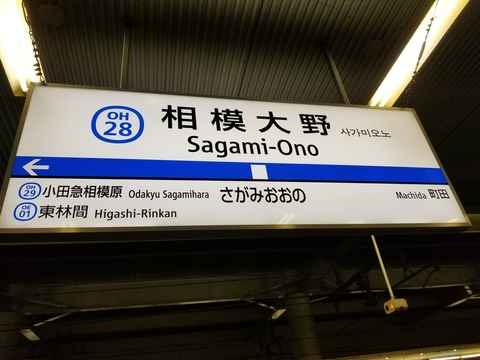 OH
28
相模大野 사가미오노
Sagami-Ono
OH
29 小田急相模原 Odakyu Sagamihara さがみおおの Machida 町田
OE
01 東林間 Higashi-Rinkan